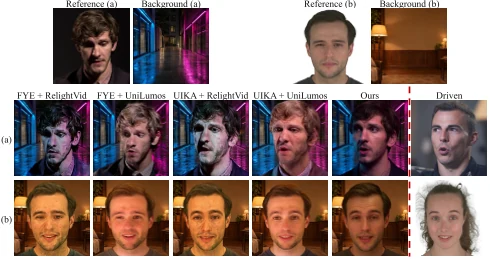 Reference (a) Background (a) Reference (b) Background (b)
FYE + RelightVid FYE + UniLumos UIKA + RelightVid UIKA + UniLumos Ours Driven
(a)
(b)